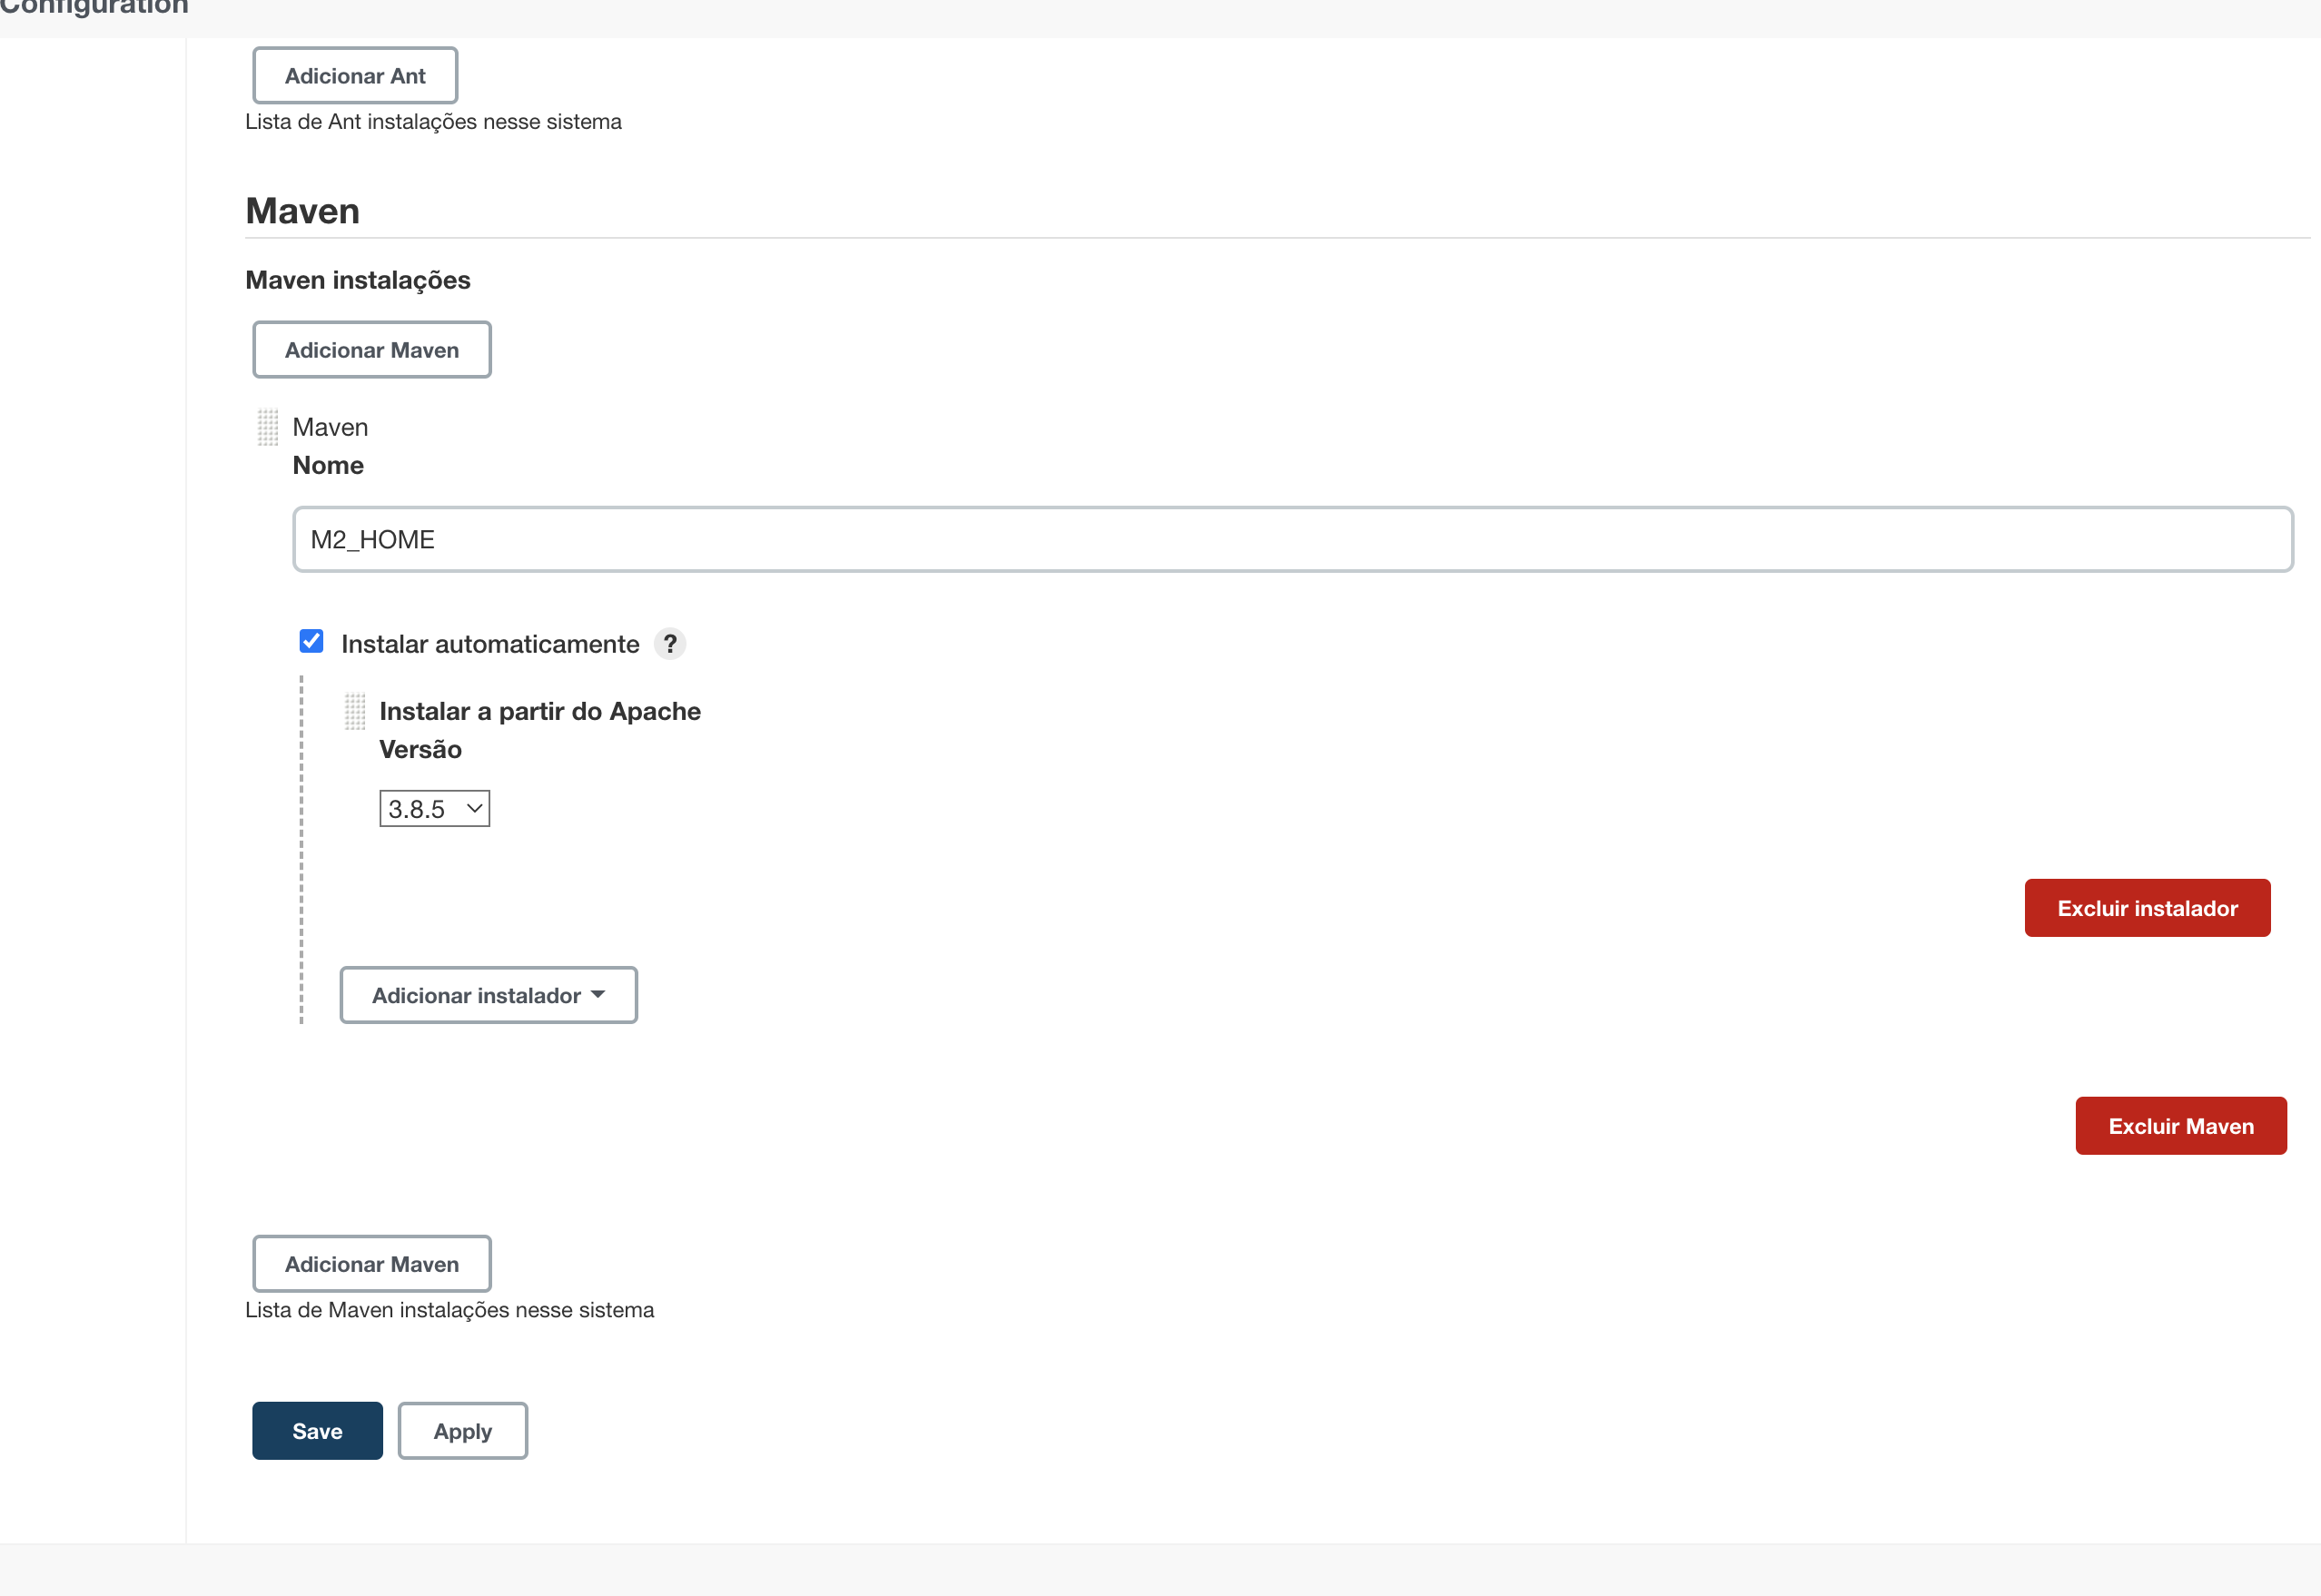 Configuration
Adicionar Ant
Lista de Ant instalações nesse sistema
Maven
Maven instalações
Adicionar Maven
Maven
Nome
M2_HOME
Instalar automaticamente ?
Instalar a partir do Apache
Versão
3.8.5
Excluir instalador
Adicionar instalador
Excluir Maven
Adicionar Maven
Lista de Maven instalações nesse sistema
Save Apply